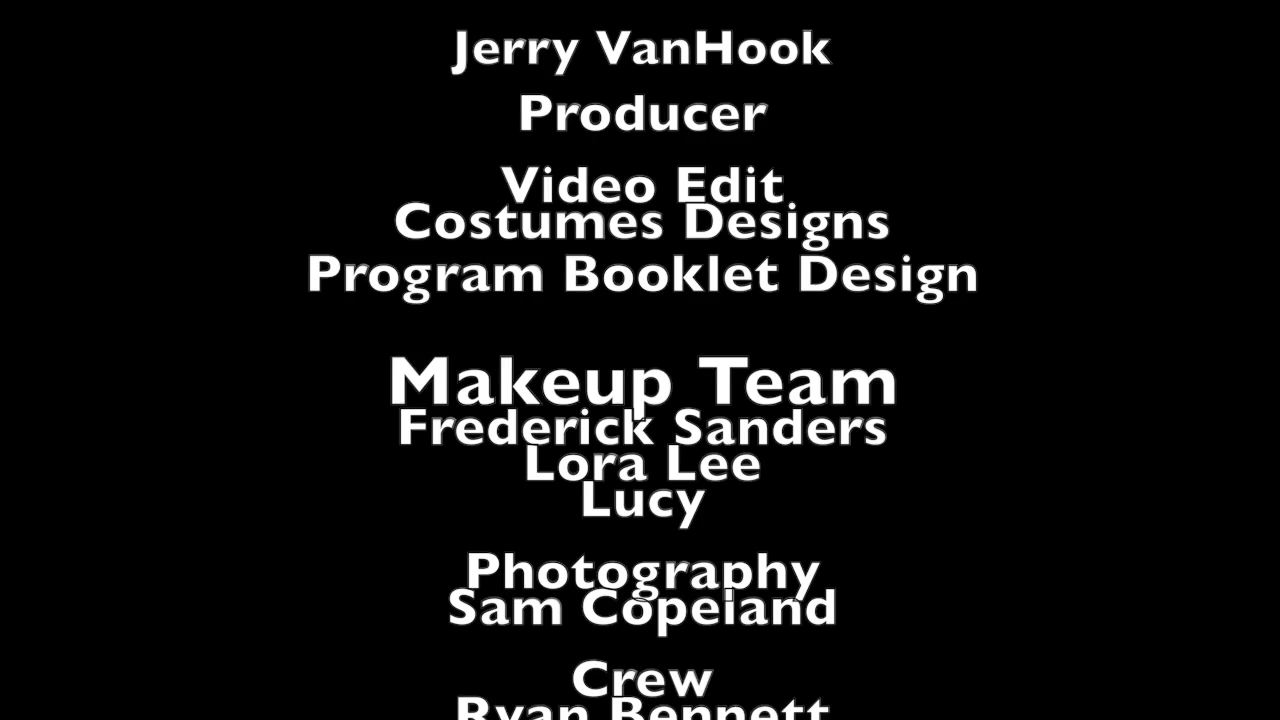 Jerry VanHook
Producer
Video Edit
Costumes Designs
Program Booklet Design
Makeup Team
Frederick Sanders
Lora Lee
Lucy
Photography
Sam Copeland
Crew
Ryan Bennett